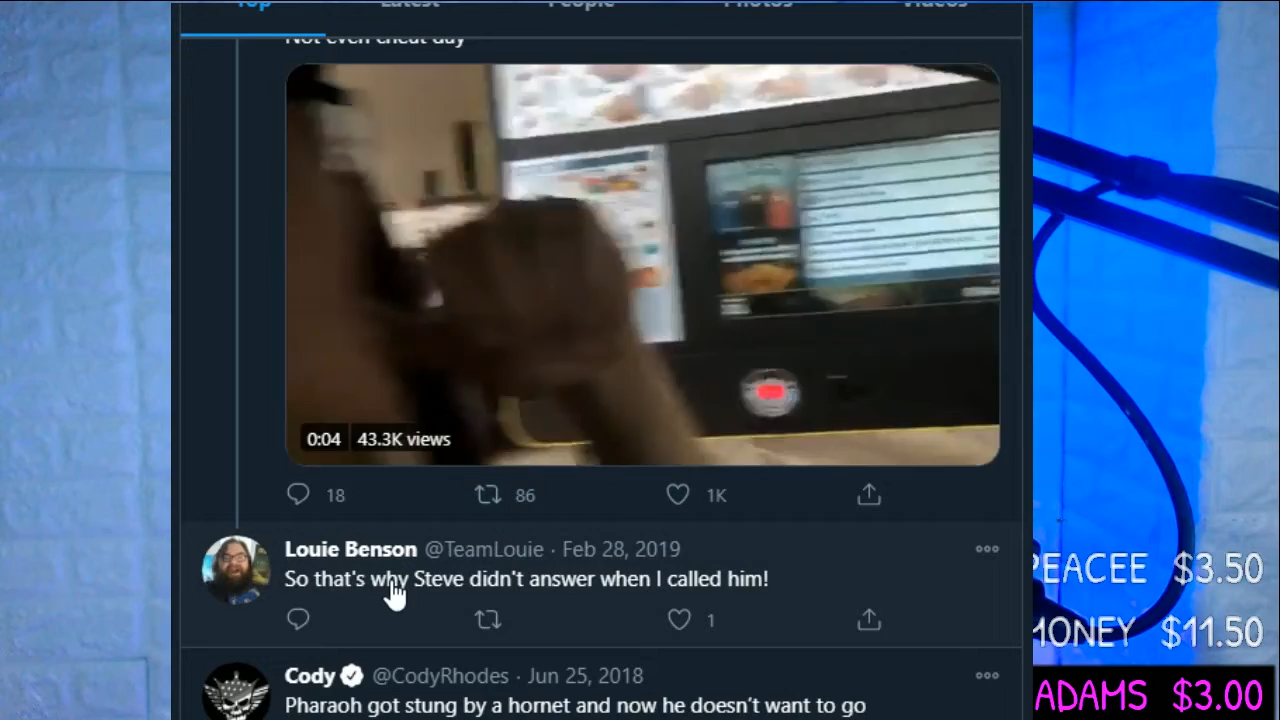 Top Latest People Photos Videos
Not even cheat day
0:04 43.3K views
18 86 1K
Louie Benson @TeamLouie · Feb 28, 2019
So that's why Steve didn't answer when I called him!
1
Cody @CodyRhodes · Jun 25, 2018
Pharaoh got stung by a hornet and now he doesn't want to go
PEACEE $3.50
MONEY $11.50
ADAMS $3.00